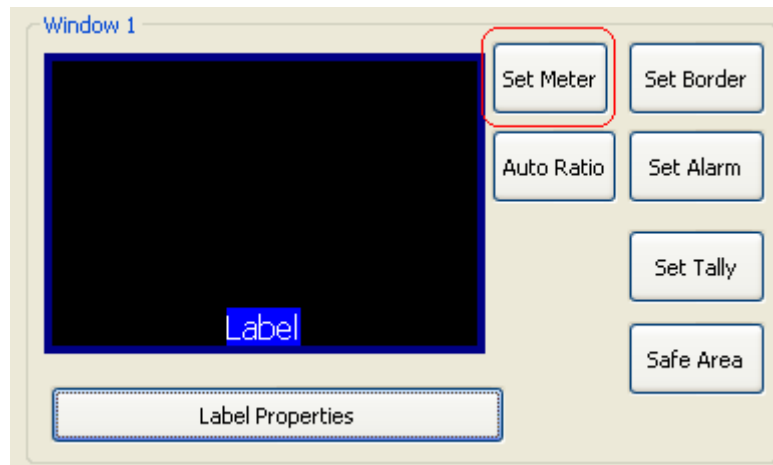 Window 1
Set Meter
Set Border
Auto Ratio
Set Alarm
Set Tally
Label
Safe Area
Label Properties